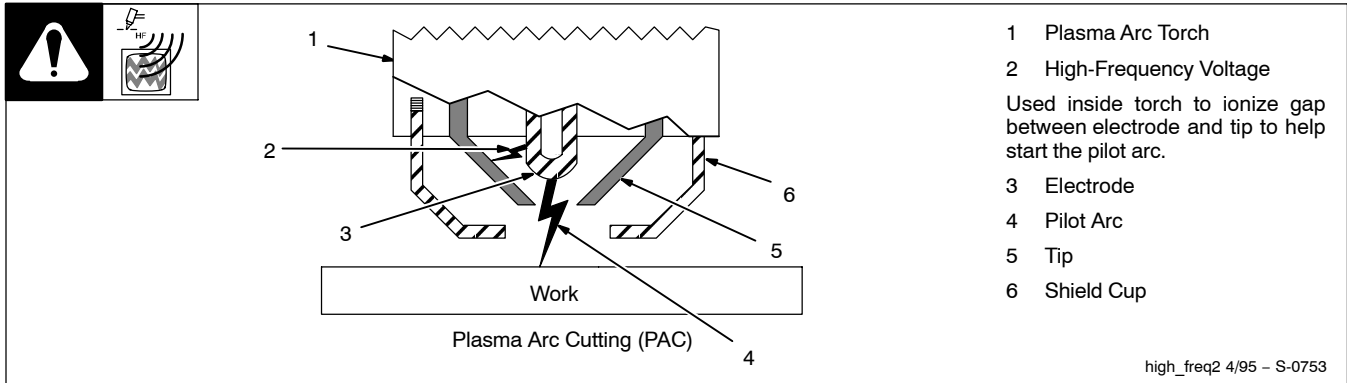 HF
1
2
3
4
5
6
Work
Plasma Arc Cutting (PAC)
1 Plasma Arc Torch
2 High-Frequency Voltage
Used inside torch to ionize gap
between electrode and tip to help
start the pilot arc.
3 Electrode
4 Pilot Arc
5 Tip
6 Shield Cup
high_freq2 4/95 – S-0753